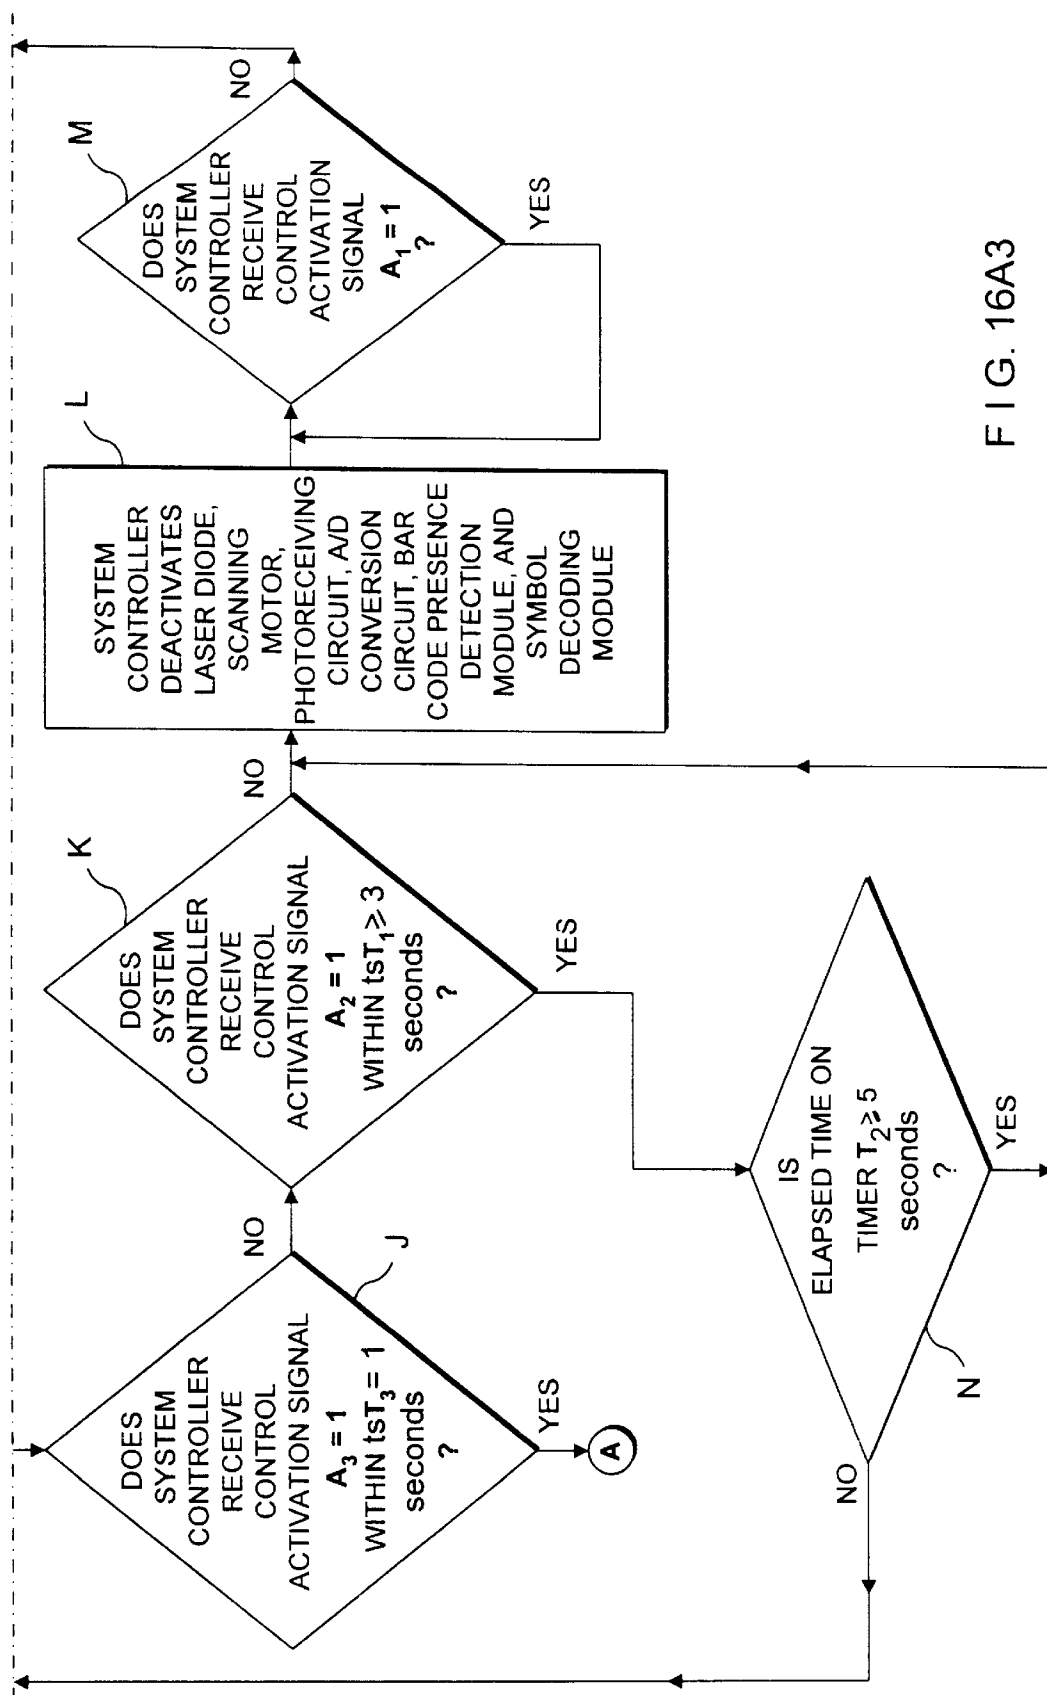 DOES
SYSTEM
CONTROLLER
RECEIVE
CONTROL
ACTIVATION SIGNAL
A₃ = 1
WITHIN tsT₃ = 1
seconds
?
J
NO
YES
A
DOES
SYSTEM
CONTROLLER
RECEIVE
CONTROL
ACTIVATION SIGNAL
A₂ = 1
WITHIN tsT₁ ⩾ 3
seconds
?
K
NO
YES
SYSTEM
CONTROLLER
DEACTIVATES
LASER DIODE,
SCANNING
MOTOR,
PHOTORECEIVING
CIRCUIT, A/D
CONVERSION
CIRCUIT, BAR
CODE PRESENCE
DETECTION
MODULE, AND
SYMBOL
DECODING
MODULE
L
DOES
SYSTEM
CONTROLLER
RECEIVE
CONTROL
ACTIVATION
SIGNAL
A₁ = 1
?
M
NO
YES
IS
ELAPSED TIME ON
TIMER T₂ ⩾ 5
seconds
?
N
NO
YES
FIG. 16A3